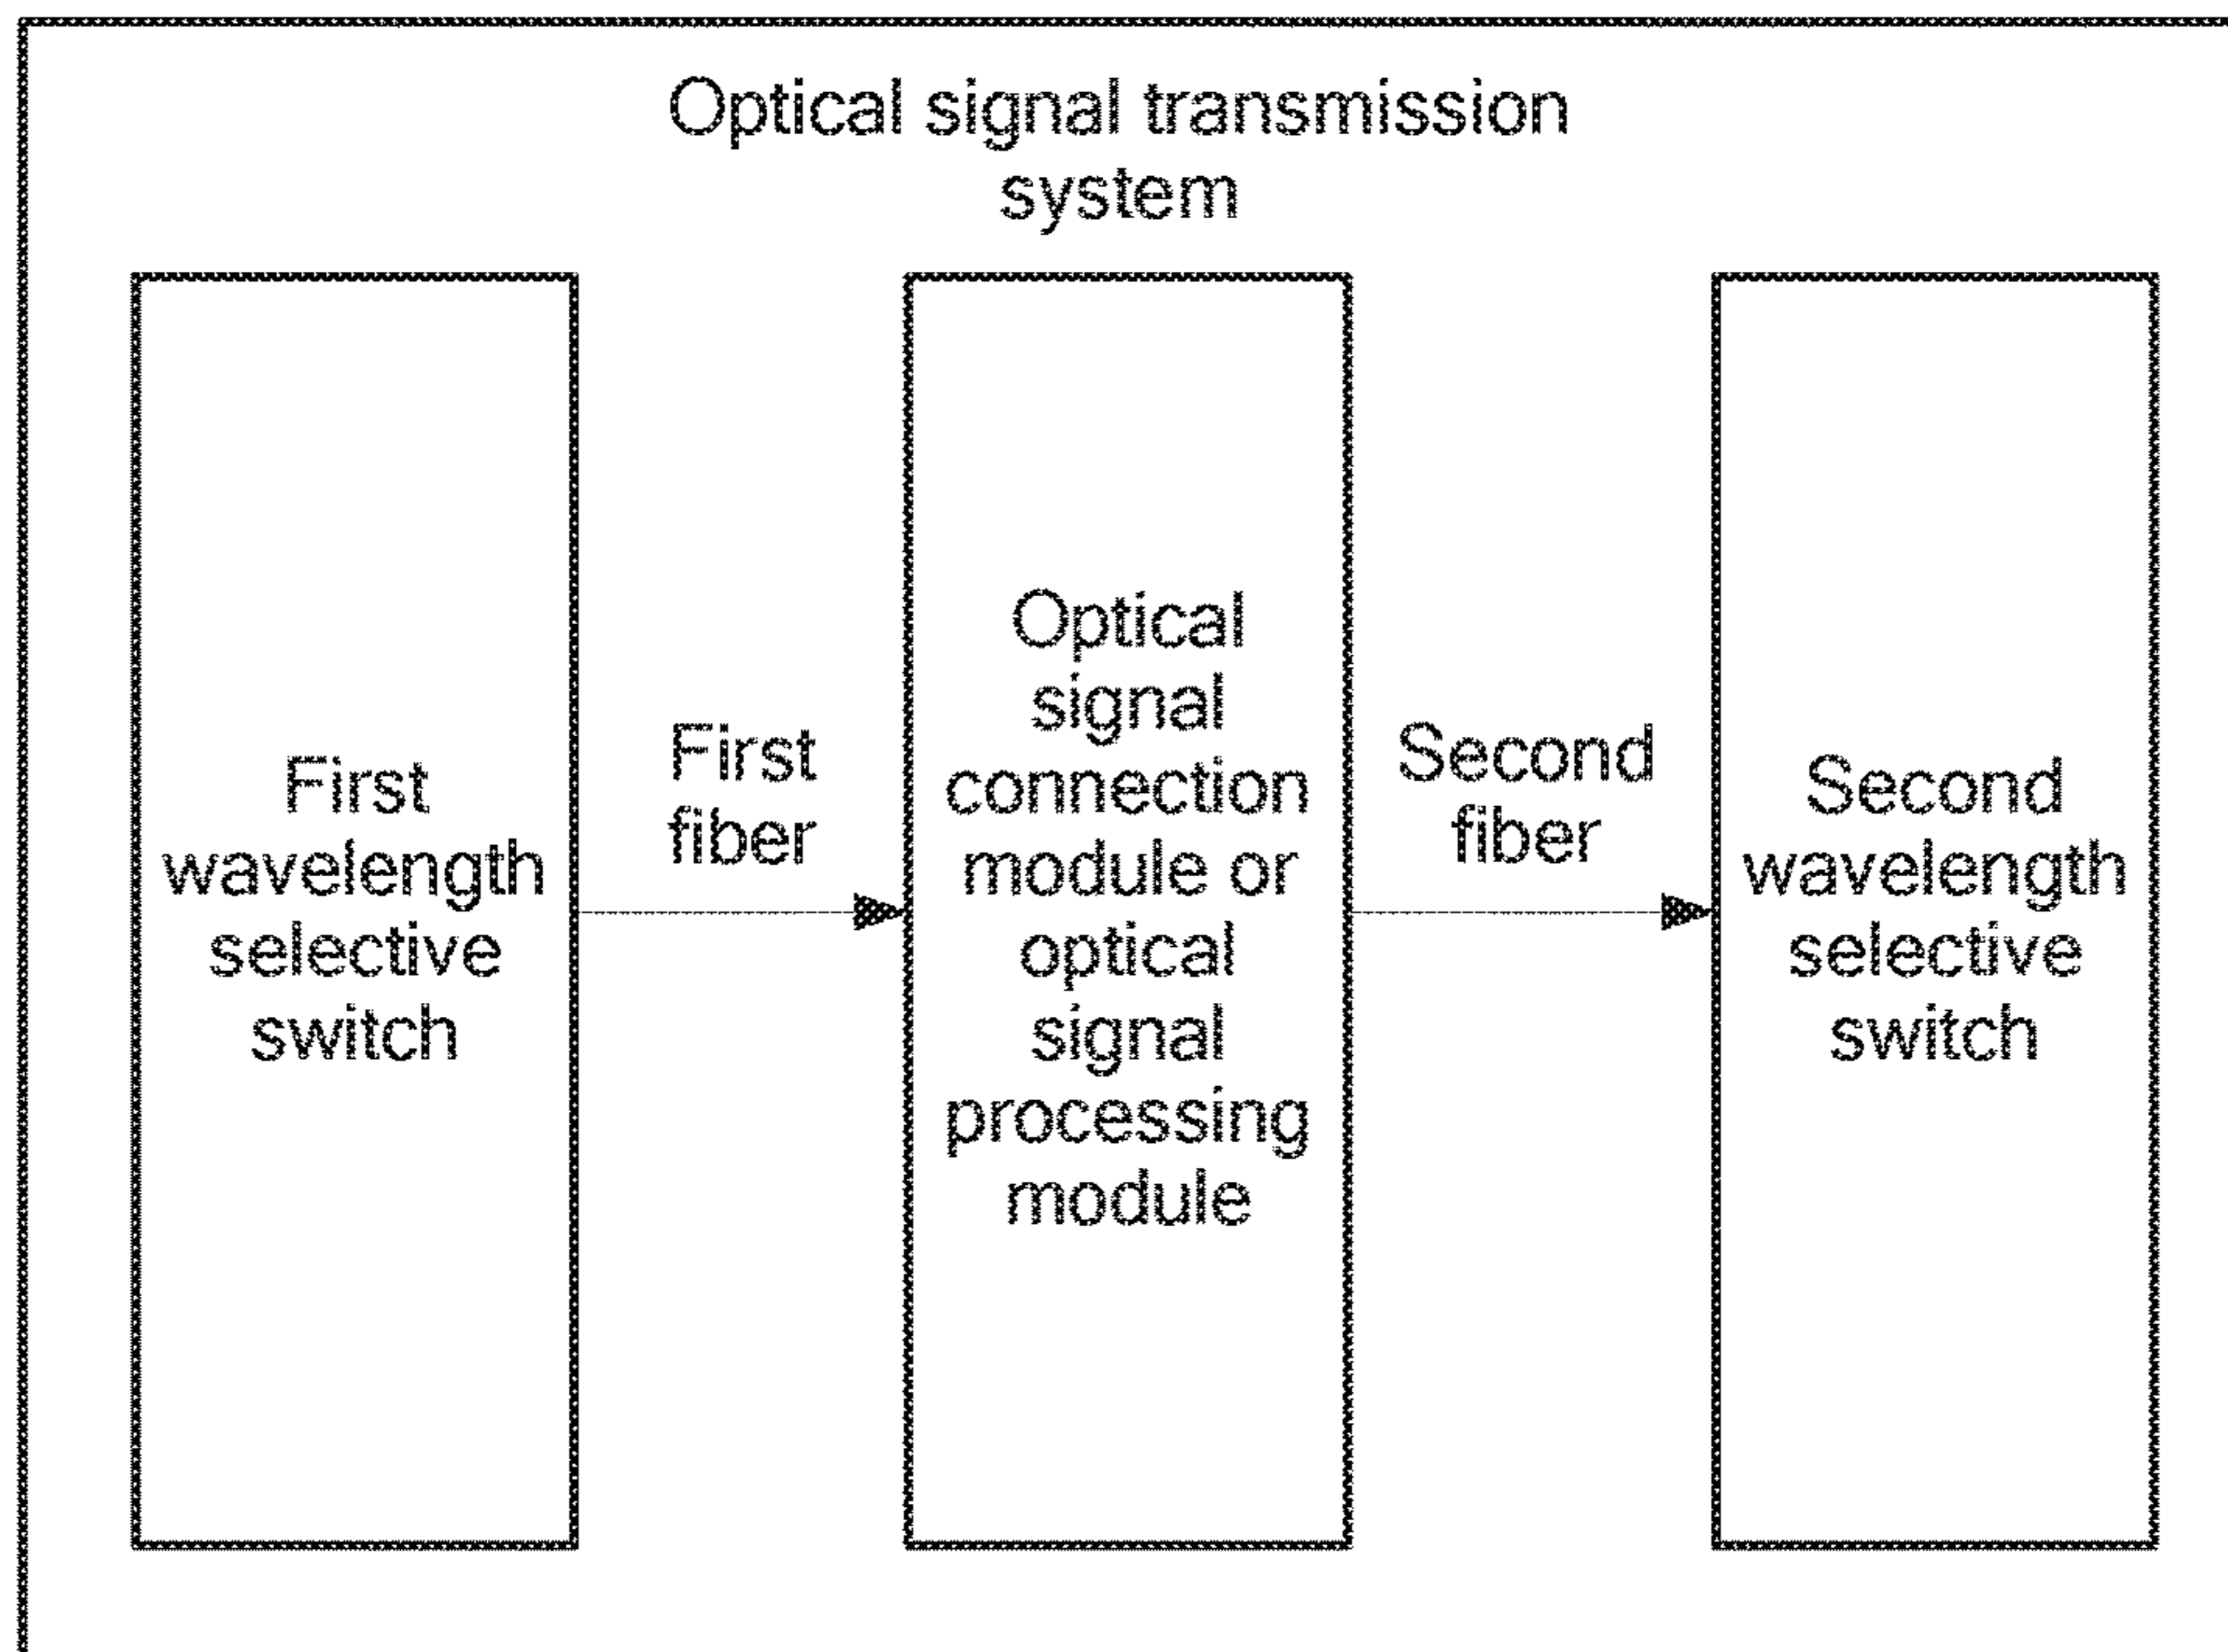 Optical signal transmission
system
First
wavelength
selective
switch
First
fiber
Optical
signal
connection
module or
optical
signal
processing
module
Second
fiber
Second
wavelength
selective
switch